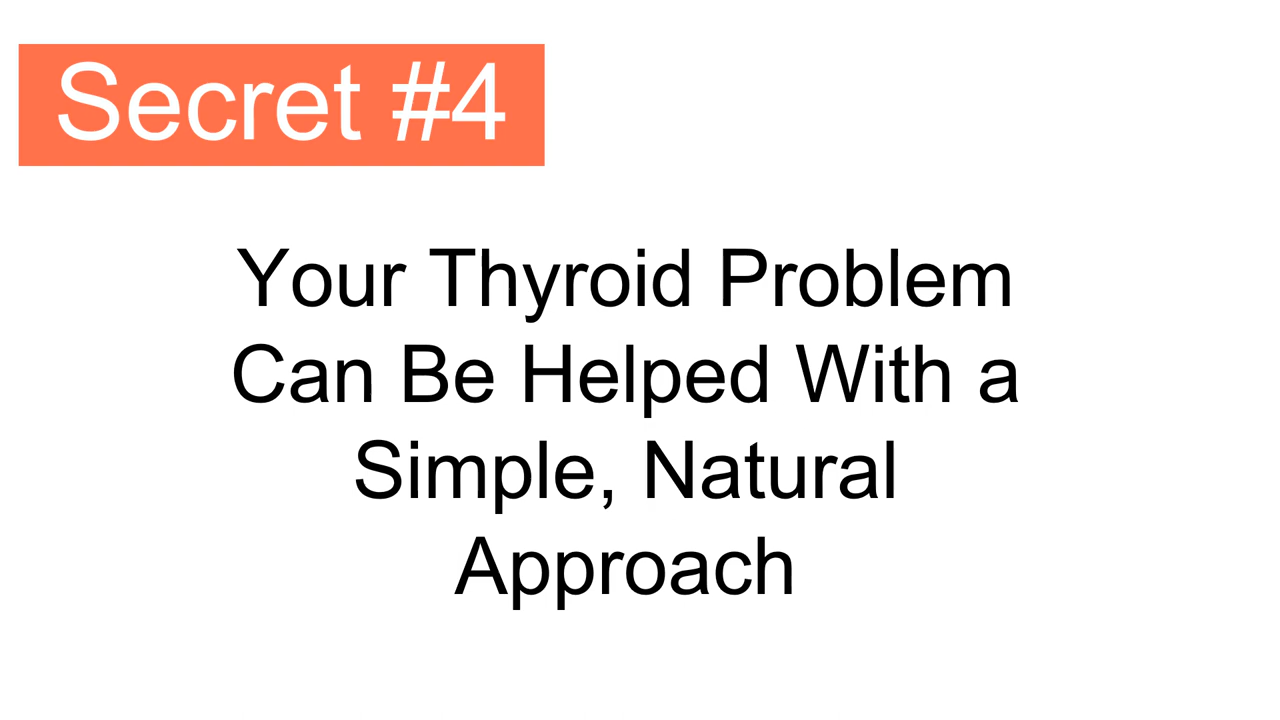 Secret #4
Your Thyroid Problem
Can Be Helped With a
Simple, Natural
Approach